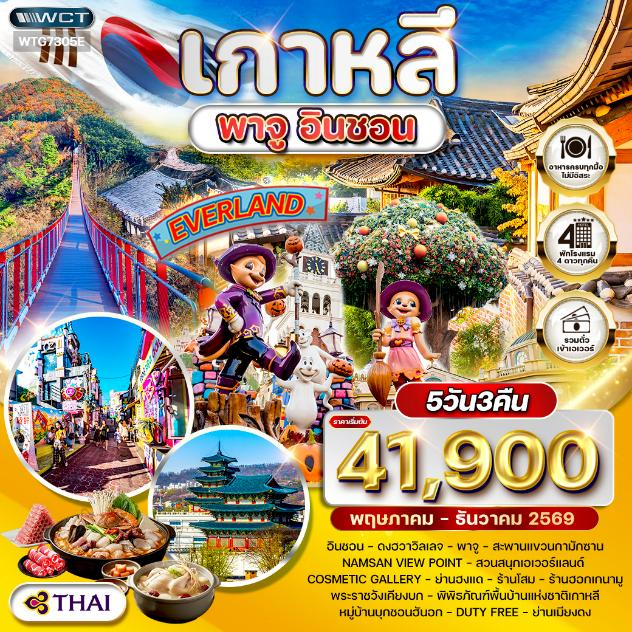 WCT
WTG7305E
เกาหลี
พาจู อินชอน
EVERLAND
อาหารครบทุกมื้อ
ไม่มีอิสระ
4
พักโรงแรม
4 ดาวทุกคืน
รวมตั๋ว
เข้าเอเวอร์
5วัน3คืน
ราคาเริ่มต้น
41,900
พฤษภาคม - ธันวาคม 2569
อินชอน - ดงฮวาวิลเลจ - พาจู - สะพานแขวนกามักซาน
NAMSAN VIEW POINT - สวนสนุกเอเวอร์แลนด์
COSMETIC GALLERY - ย่านฮงแด - ร้านโสม - ร้านฮอกเกนามู
พระราชวังเคียงบก - พิพิธภัณฑ์พื้นบ้านแห่งชาติเกาหลี
หมู่บ้านบุกชอนฮันอก - DUTY FREE - ย่านเมียงดง
THAI